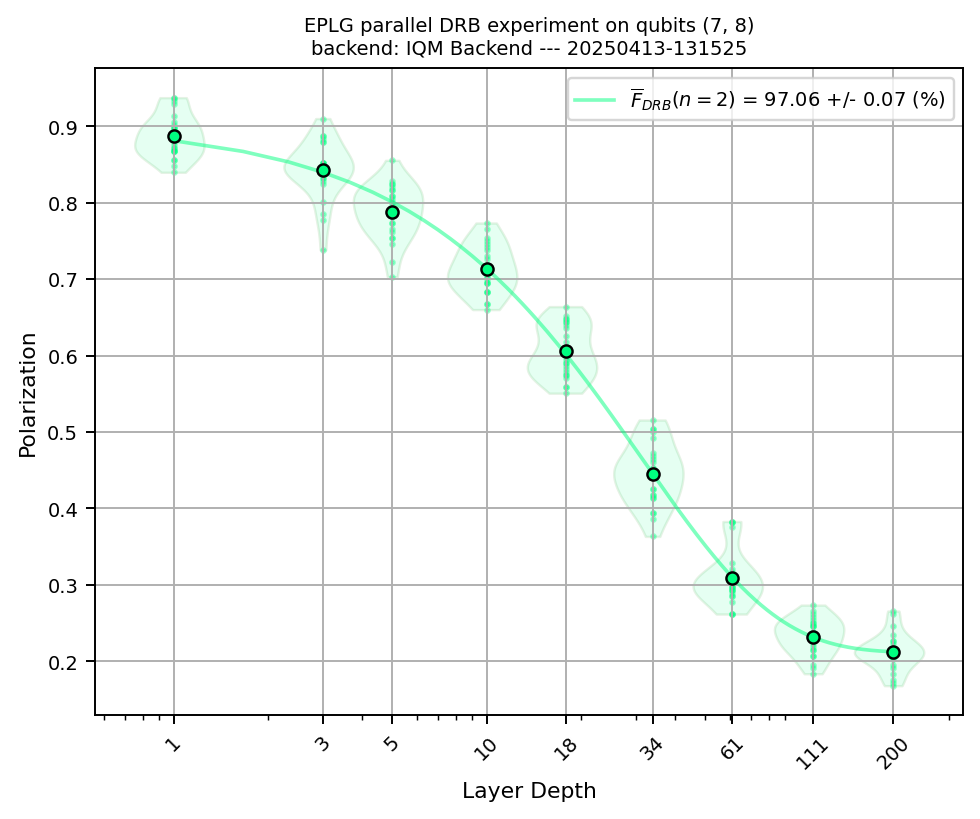 EPLG parallel DRB experiment on qubits (7, 8)
backend: IQM Backend --- 20250413-131525
F̅_DRB(n = 2) = 97.06 +/- 0.07 (%)
0.9
0.8
0.7
0.6
0.5
0.4
0.3
0.2
Polarization
1 3 5 10 18 34 61 111 200
Layer Depth